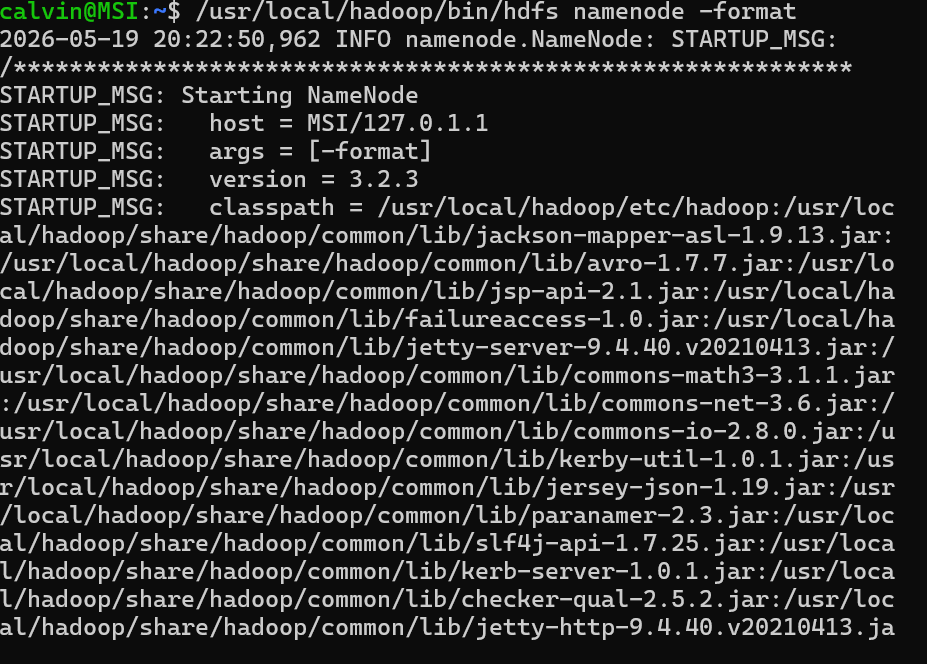 calvin@MSI:~$ /usr/local/hadoop/bin/hdfs namenode -format
2026-05-19 20:22:50,962 INFO namenode.NameNode: STARTUP_MSG:
/************************************************************
STARTUP_MSG: Starting NameNode
STARTUP_MSG:   host = MSI/127.0.1.1
STARTUP_MSG:   args = [-format]
STARTUP_MSG:   version = 3.2.3
STARTUP_MSG:   classpath = /usr/local/hadoop/etc/hadoop:/usr/loc
al/hadoop/share/hadoop/common/lib/jackson-mapper-asl-1.9.13.jar:
/usr/local/hadoop/share/hadoop/common/lib/avro-1.7.7.jar:/usr/lo
cal/hadoop/share/hadoop/common/lib/jsp-api-2.1.jar:/usr/local/ha
doop/share/hadoop/common/lib/failureaccess-1.0.jar:/usr/local/ha
doop/share/hadoop/common/lib/jetty-server-9.4.40.v20210413.jar:/
usr/local/hadoop/share/hadoop/common/lib/commons-math3-3.1.1.jar
:/usr/local/hadoop/share/hadoop/common/lib/commons-net-3.6.jar:/
usr/local/hadoop/share/hadoop/common/lib/commons-io-2.8.0.jar:/u
sr/local/hadoop/share/hadoop/common/lib/kerby-util-1.0.1.jar:/us
r/local/hadoop/share/hadoop/common/lib/jersey-json-1.19.jar:/usr
/local/hadoop/share/hadoop/common/lib/paranamer-2.3.jar:/usr/loc
al/hadoop/share/hadoop/common/lib/slf4j-api-1.7.25.jar:/usr/loca
l/hadoop/share/hadoop/common/lib/kerb-server-1.0.1.jar:/usr/loca
l/hadoop/share/hadoop/common/lib/checker-qual-2.5.2.jar:/usr/loc
al/hadoop/share/hadoop/common/lib/jetty-http-9.4.40.v20210413.ja